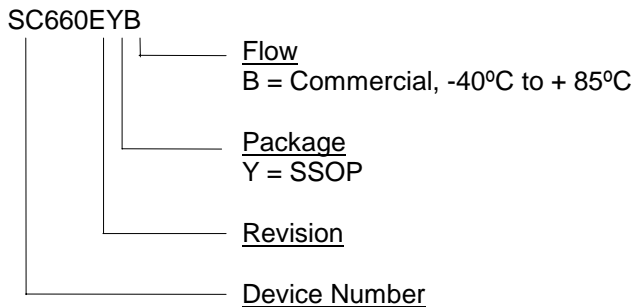 SC660EYB
Flow
B = Commercial, -40ºC to + 85ºC
Package
Y = SSOP
Revision
Device Number